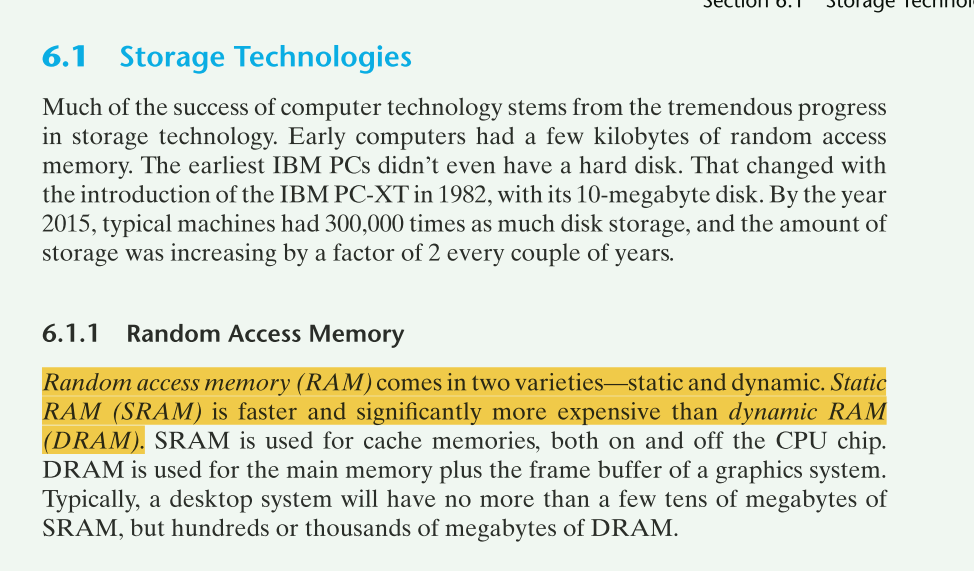 Section 6.1 Storage Technol
6.1 Storage Technologies
Much of the success of computer technology stems from the tremendous progress
in storage technology. Early computers had a few kilobytes of random access
memory. The earliest IBM PCs didn’t even have a hard disk. That changed with
the introduction of the IBM PC-XT in 1982, with its 10-megabyte disk. By the year
2015, typical machines had 300,000 times as much disk storage, and the amount of
storage was increasing by a factor of 2 every couple of years.
6.1.1 Random Access Memory
Random access memory (RAM) comes in two varieties—static and dynamic. Static
RAM (SRAM) is faster and significantly more expensive than dynamic RAM
(DRAM). SRAM is used for cache memories, both on and off the CPU chip.
DRAM is used for the main memory plus the frame buffer of a graphics system.
Typically, a desktop system will have no more than a few tens of megabytes of
SRAM, but hundreds or thousands of megabytes of DRAM.